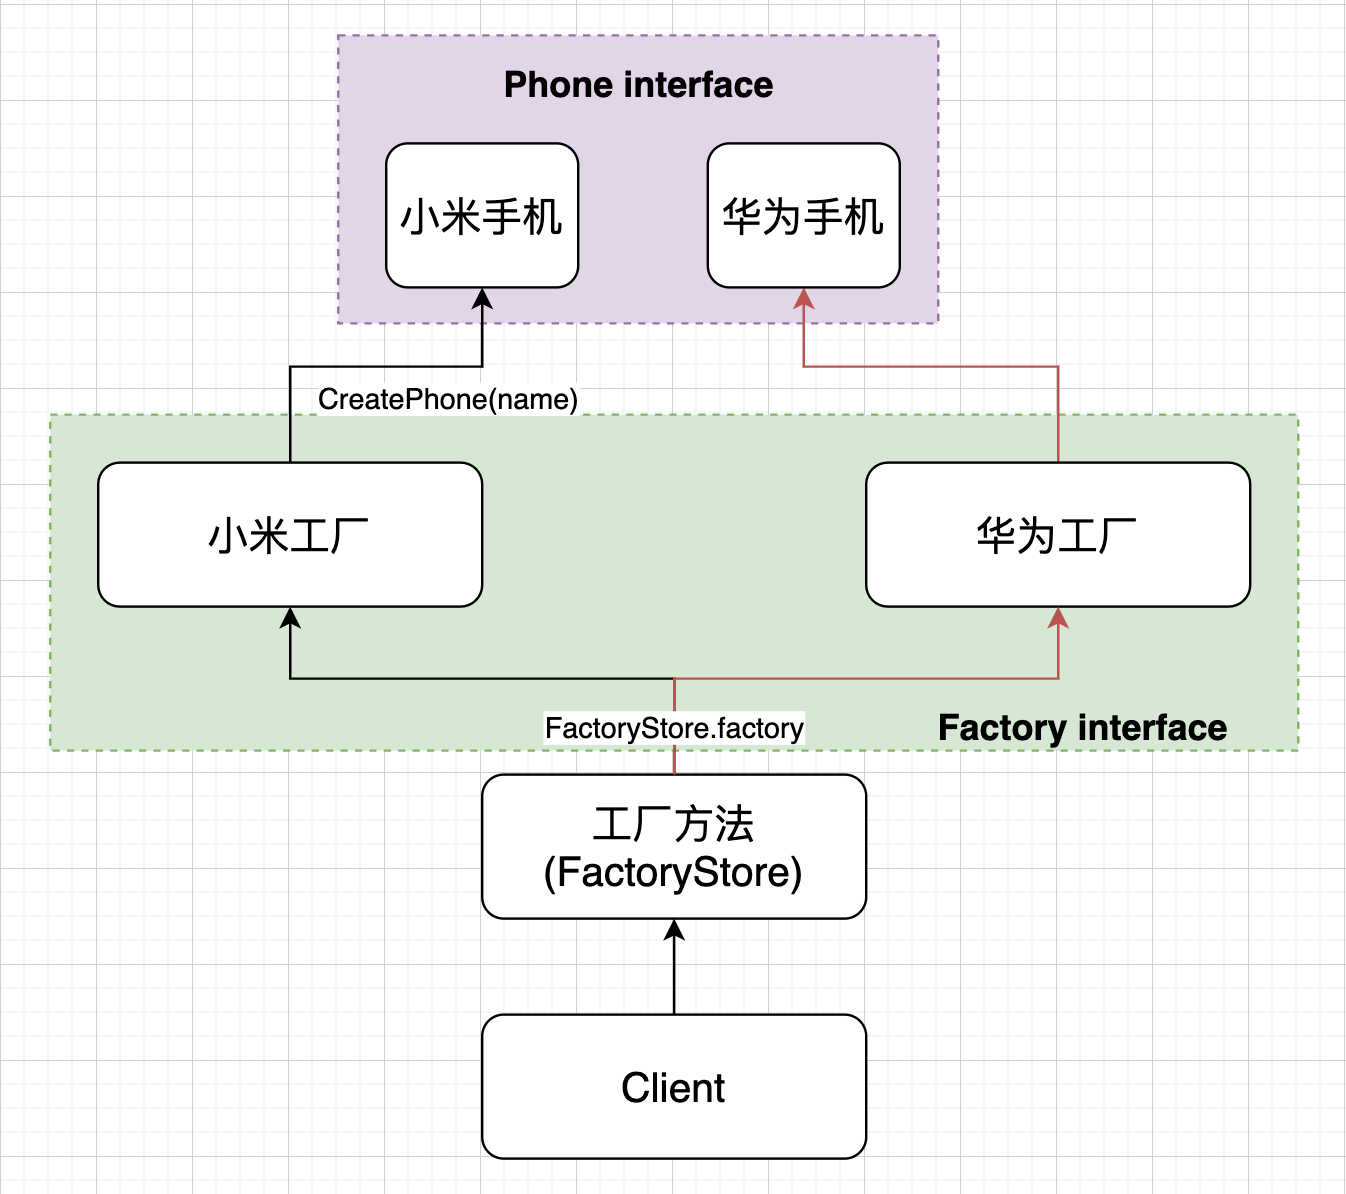 Phone interface
小米手机
华为手机
CreatePhone(name)
小米工厂
华为工厂
FactoryStore.factory
Factory interface
工厂方法
(FactoryStore)
Client